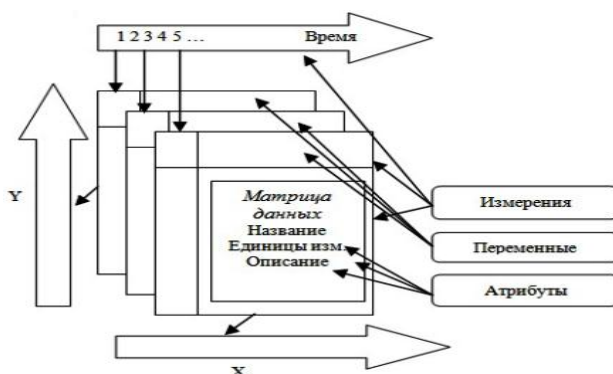 1 2 3 4 5 ... Время
Y
Матрица
данных
Название
Единицы изм.
Описание
Измерения
Переменные
Атрибуты
X